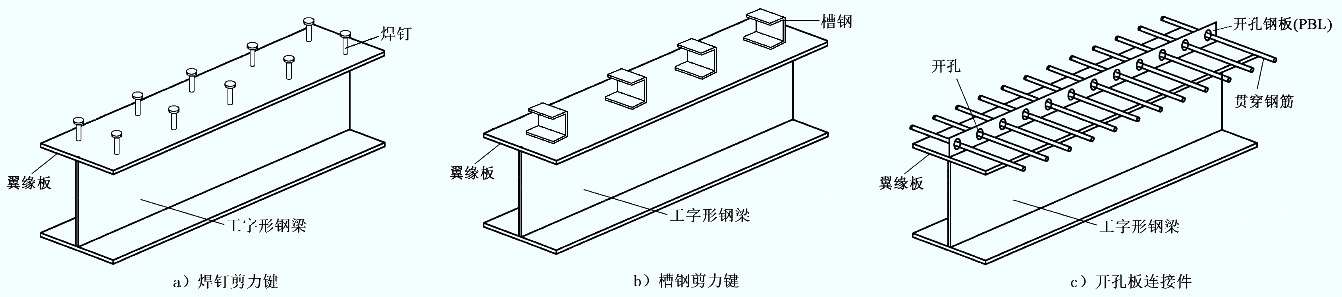 焊钉
翼缘板
工字形钢梁
a）焊钉剪力键
槽钢
翼缘板
工字形钢梁
b）槽钢剪力键
开孔钢板(PBL)
开孔
贯穿钢筋
翼缘板
工字形钢梁
c）开孔板连接件